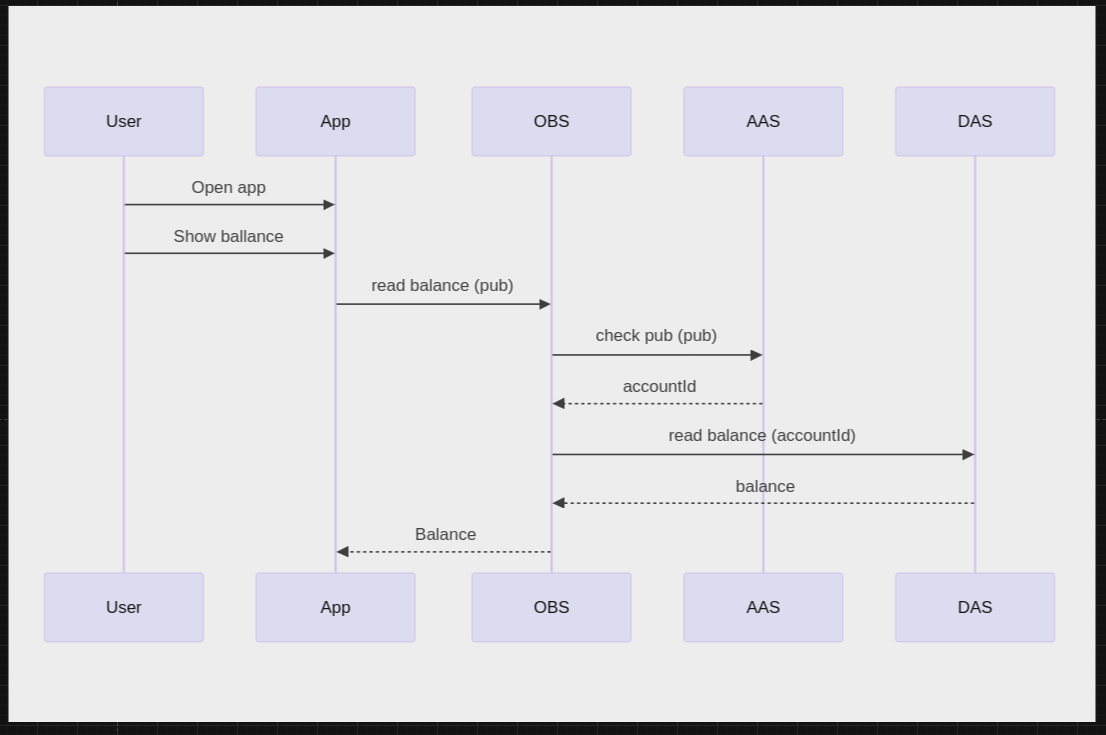 User
App
OBS
AAS
DAS
Open app
Show ballance
read balance (pub)
check pub (pub)
accountId
read balance (accountId)
balance
Balance
User
App
OBS
AAS
DAS